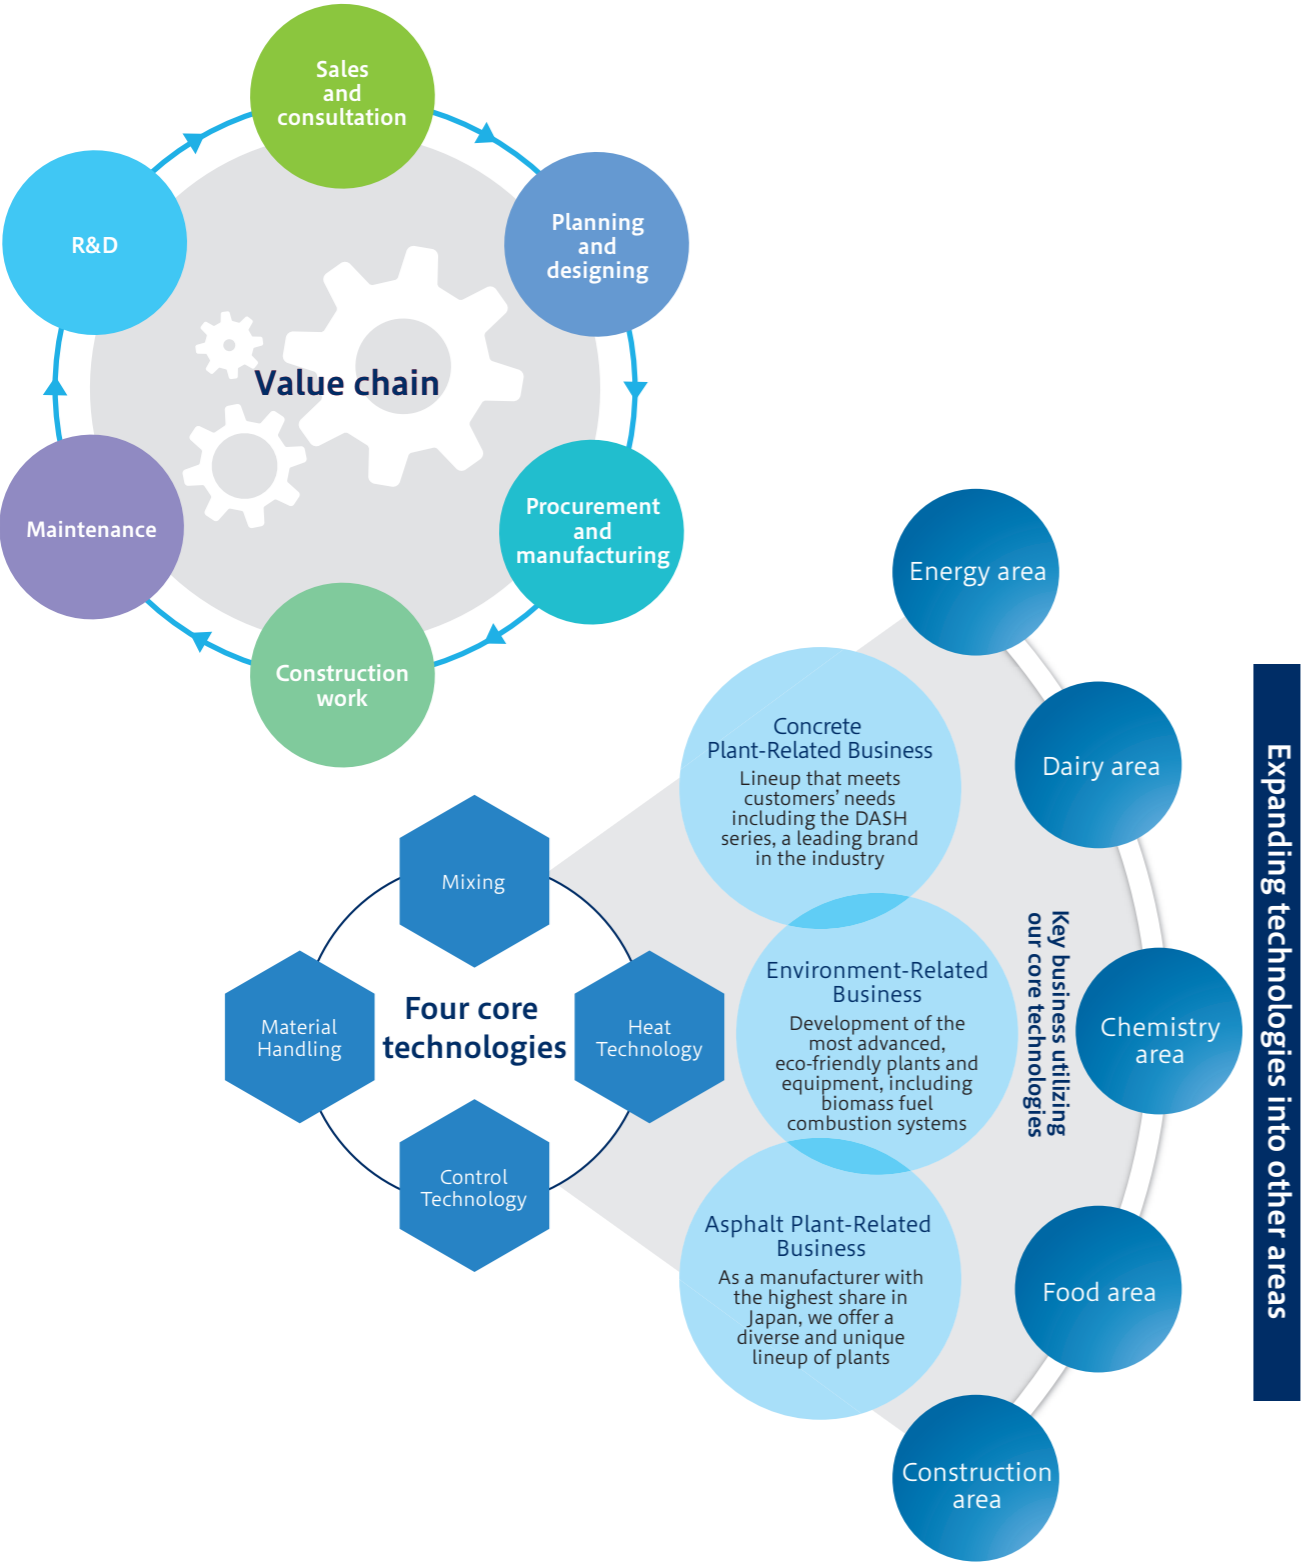 Sales
and
consultation
Planning
and
designing
R&D
Value chain
Procurement
and
manufacturing
Maintenance
Construction
work
Energy area
Dairy area
Chemistry
area
Food area
Construction
area
Concrete
Plant-Related Business
Lineup that meets
customers’ needs
including the DASH
series, a leading brand
in the industry
Environment-Related
Business
Development of the
most advanced,
eco-friendly plants and
equipment, including
biomass fuel
combustion systems
Asphalt Plant-Related
Business
As a manufacturer with
the highest share in
Japan, we offer a
diverse and unique
lineup of plants
Key business utilizing
our core technologies
Expanding technologies into other areas
Mixing
Material
Handling
Four core
technologies
Heat
Technology
Control
Technology